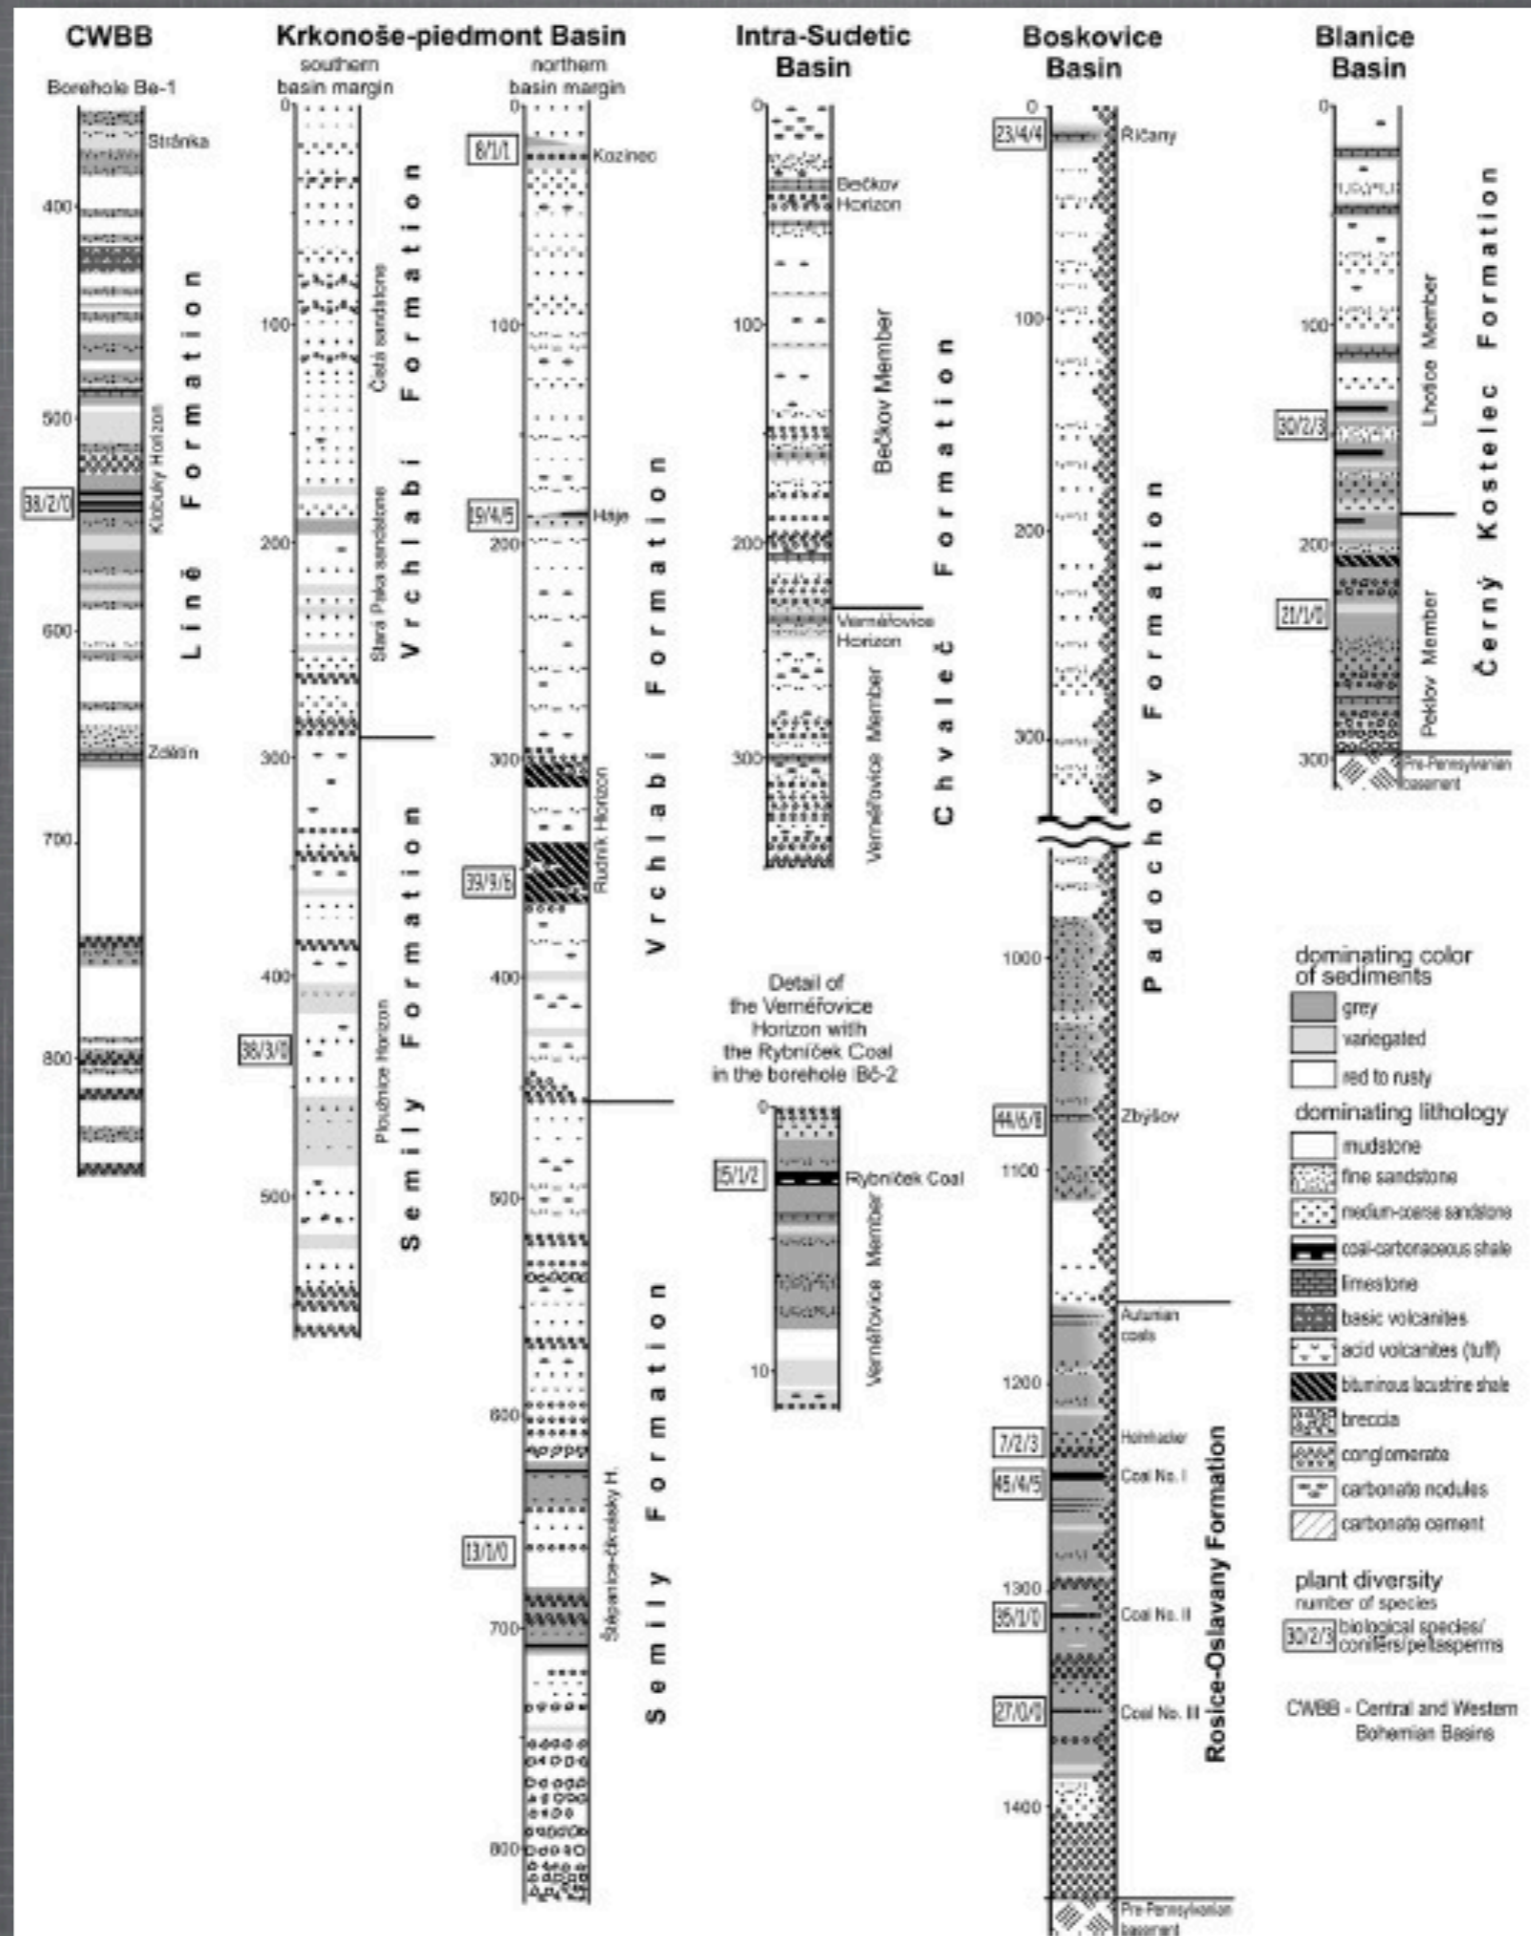 CWBB
Borehole Be-1
Stránka
400
500
Klobuky Horizon
38/2/0
600
Zdětín
700
800
Líně Formation
Krkonoše-piedmont Basin
southern
basin margin
0
100
200
300
400
500
Čistá sandstone
Stará Paka sandstone
Vrchlabí Formation
38/3/0
Ploužnice Horizon
Semily Formation
northern
basin margin
0
8/1/1
Kozinec
100
19/4/5
Háje
200
300
Rudník Horizon
39/9/6
400
Vrchlabí Formation
500
600
13/1/0
Štěpanice-čikvásky H.
700
800
Semily Formation
Intra-Sudetic
Basin
0
Bečkov
Horizon
100
Bečkov Member
200
Verněřovice
Horizon
300
Verněřovice Member
Chvaleč Formation
Detail of
the Verněřovice
Horizon with
the Rybníček Coal
in the borehole IBč-2
0
15/1/2
Rybníček Coal
10
Verněřovice Member
Boskovice
Basin
0
23/4/4
Říčany
100
200
300
Padochov Formation
1000
44/6/8
Zbýšov
1100
Autunian
coals
1200
7/2/3
Helmhacker
45/4/5
Coal No. I
1300
35/1/0
Coal No. II
27/0/0
Coal No. III
1400
Rosice-Oslavany Formation
Pre-Pennsylvanian
basement
Blanice
Basin
0
100
30/2/3
Lhotice Member
200
21/1/0
Peklov Member
300
Pre-Pennsylvanian
basement
Černý Kostelec Formation
dominating color
of sediments
grey
variegated
red to rusty
dominating lithology
mudstone
fine sandstone
medium-coarse sandstone
coal-carbonaceous shale
limestone
basic volcanites
acid volcanites (tuff)
bituminous lacustrine shale
breccia
conglomerate
carbonate nodules
carbonate cement
plant diversity
number of species
30/2/3 biological species/
conifers/peltasperms
CWBB - Central and Western
Bohemian Basins